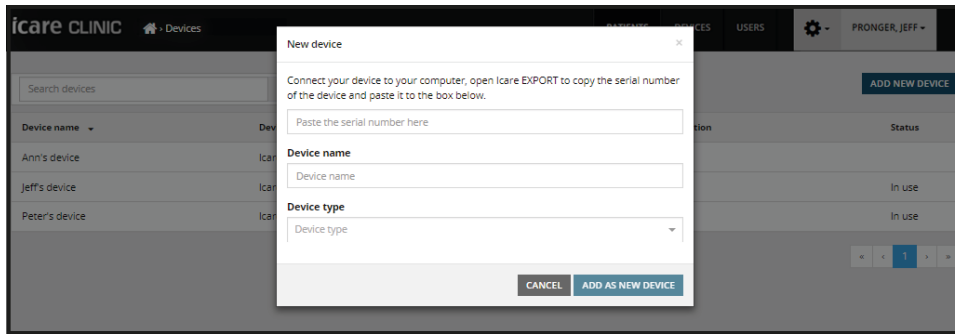 icare CLINIC
› Devices
PATIENTS
DEVICES
USERS
PRONGER, JEFF
Search devices
ADD NEW DEVICE
Device name
Status
Ann's device
Jeff's device
In use
Peter's device
In use
« ‹ 1 › »
New device
×
Connect your device to your computer, open Icare EXPORT to copy the serial number
of the device and paste it to the box below.
Paste the serial number here
Device name
Device name
Device type
Device type
CANCEL
ADD AS NEW DEVICE